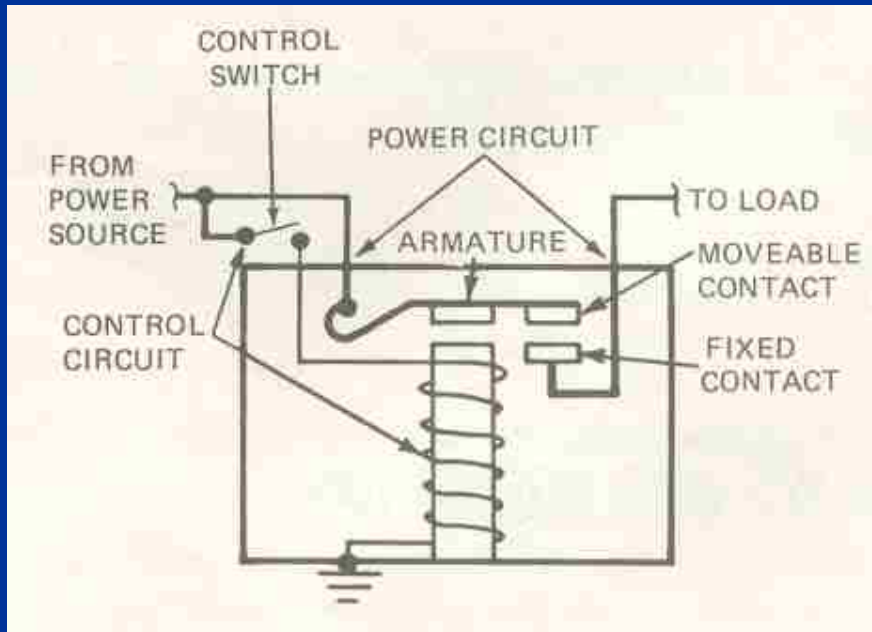 CONTROL
SWITCH
POWER CIRCUIT
FROM
POWER
SOURCE
TO LOAD
ARMATURE
MOVEABLE
CONTACT
CONTROL
CIRCUIT
FIXED
CONTACT